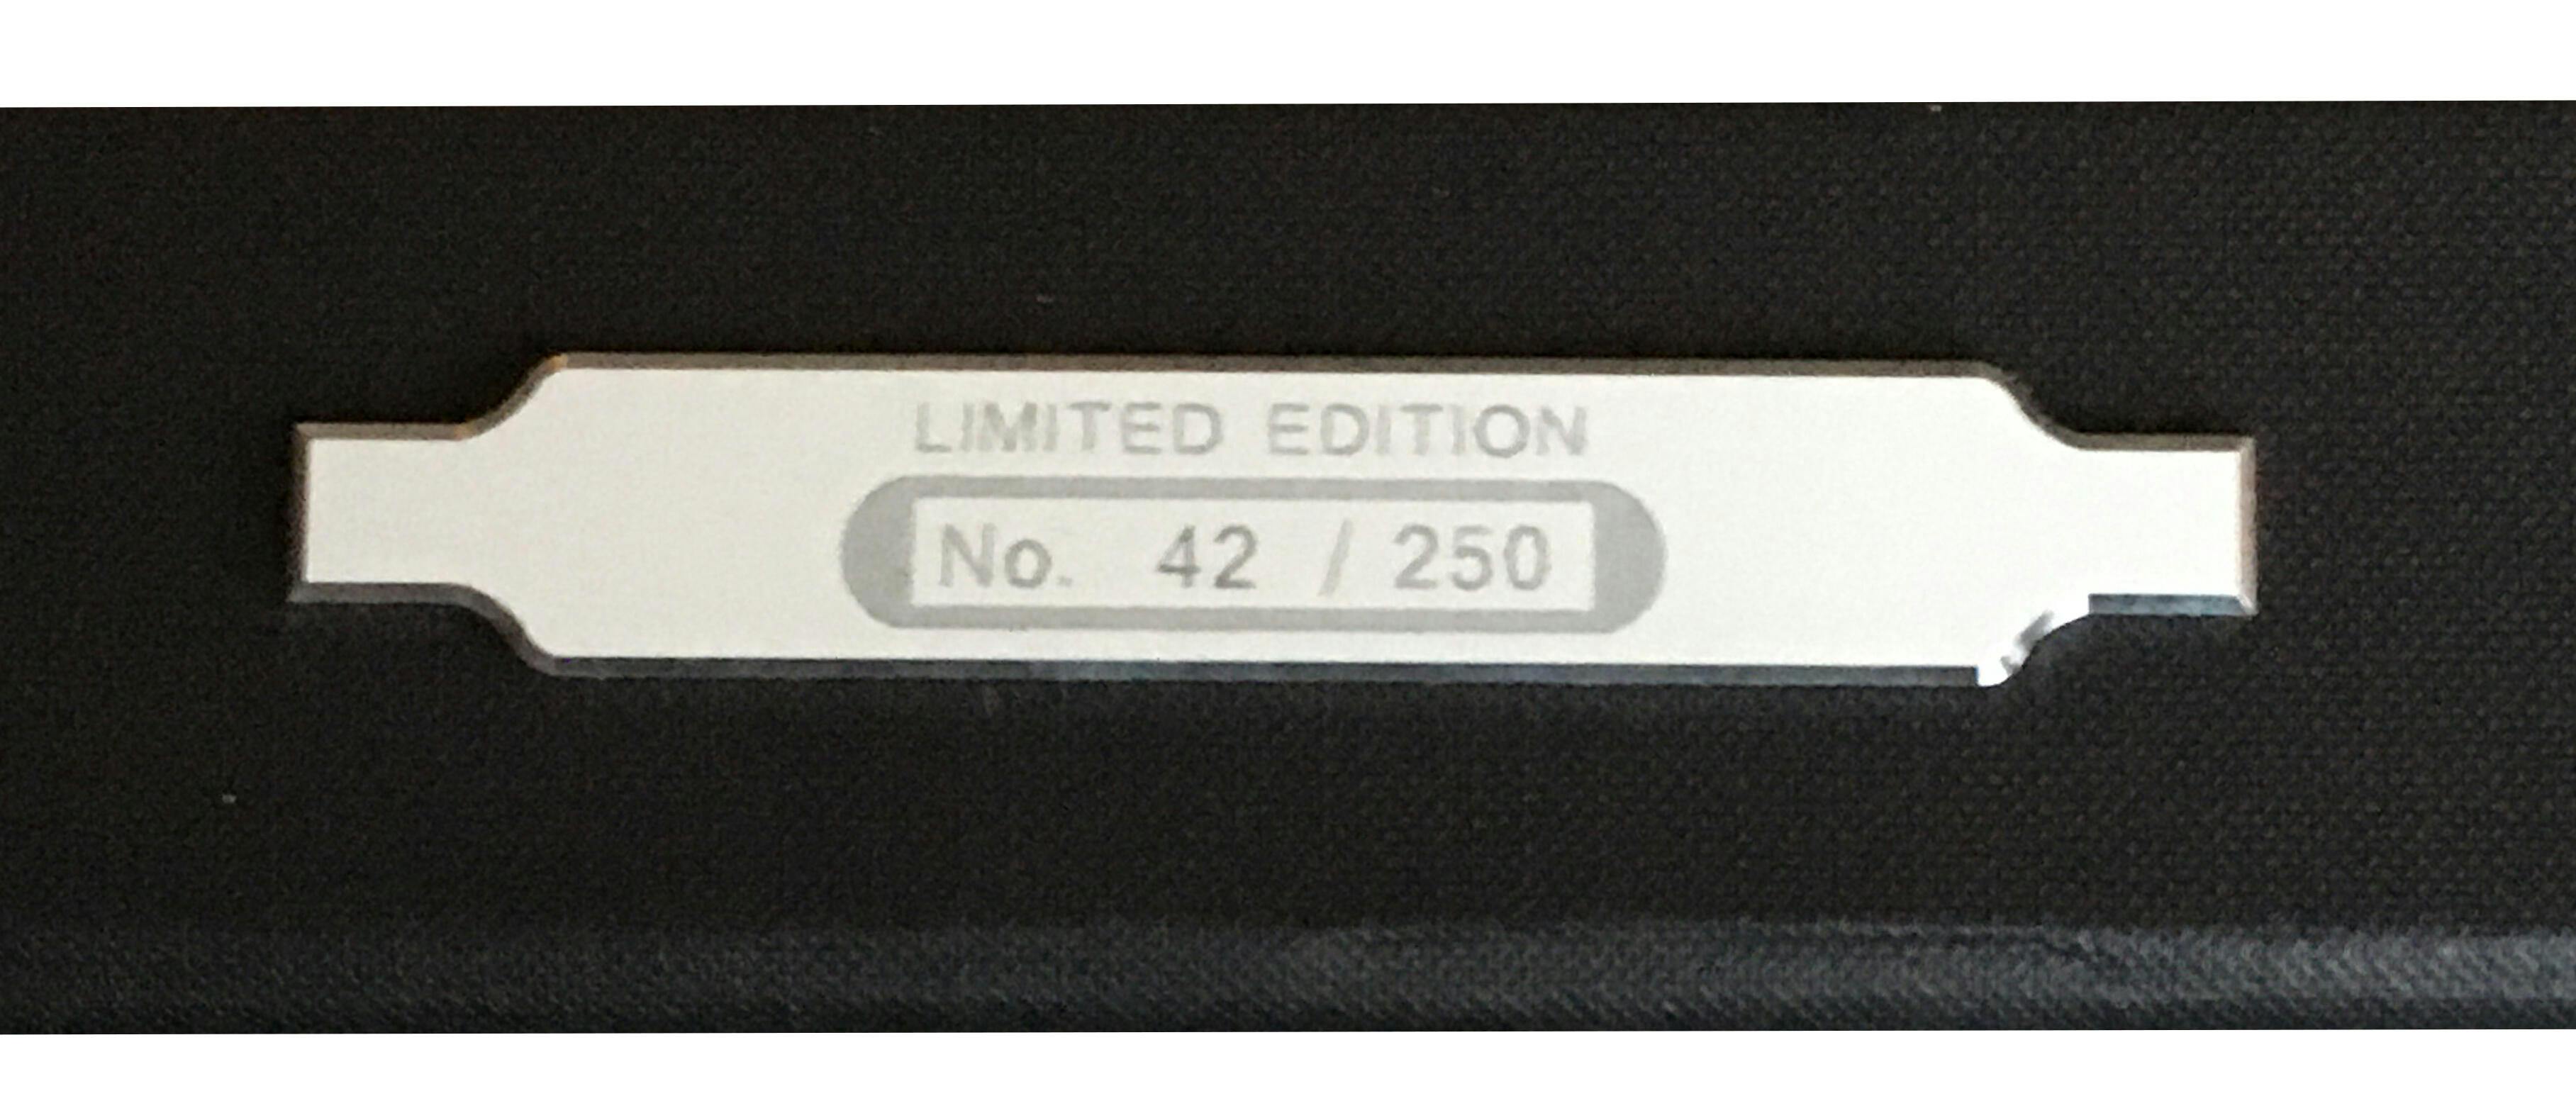 LIMITED EDITION
No. 42 / 250